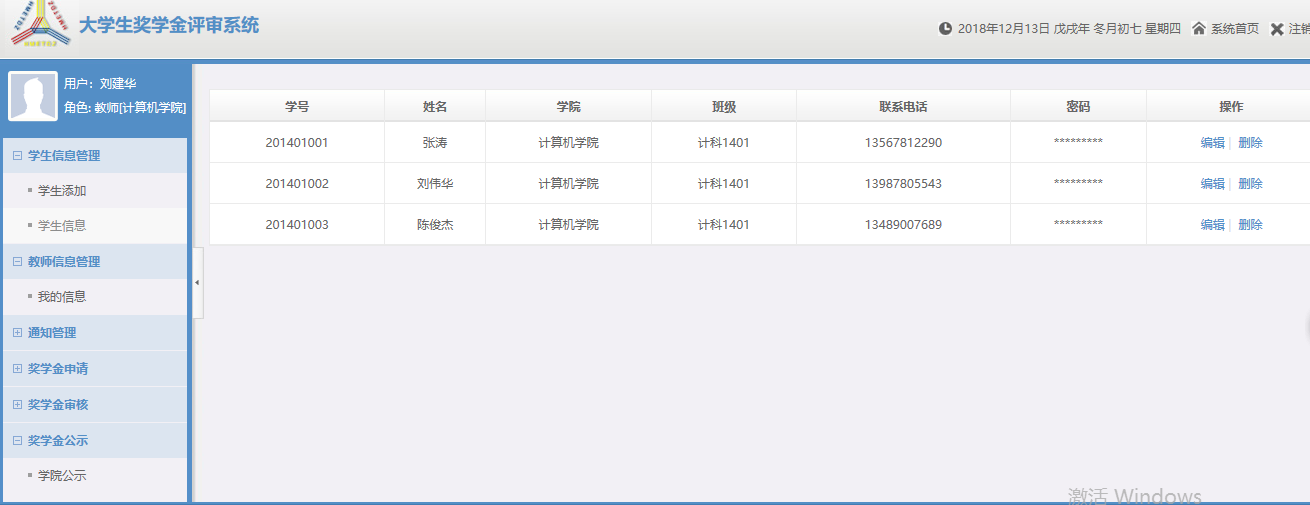 HMETDZ
HMETDZ
HMETDZ
大学生奖学金评审系统
2018年12月13日 戊戌年 冬月初七 星期四 系统首页 注销
用户：刘建华
角色: 教师[计算机学院]
学生信息管理
学生添加
学生信息
教师信息管理
我的信息
通知管理
奖学金申请
奖学金审核
奖学金公示
学院公示
学号 姓名 学院 班级 联系电话 密码 操作
201401001 张涛 计算机学院 计科1401 13567812290 ********* 编辑 | 删除
201401002 刘伟华 计算机学院 计科1401 13987805543 ********* 编辑 | 删除
201401003 陈俊杰 计算机学院 计科1401 13489007689 ********* 编辑 | 删除
激活 Windows